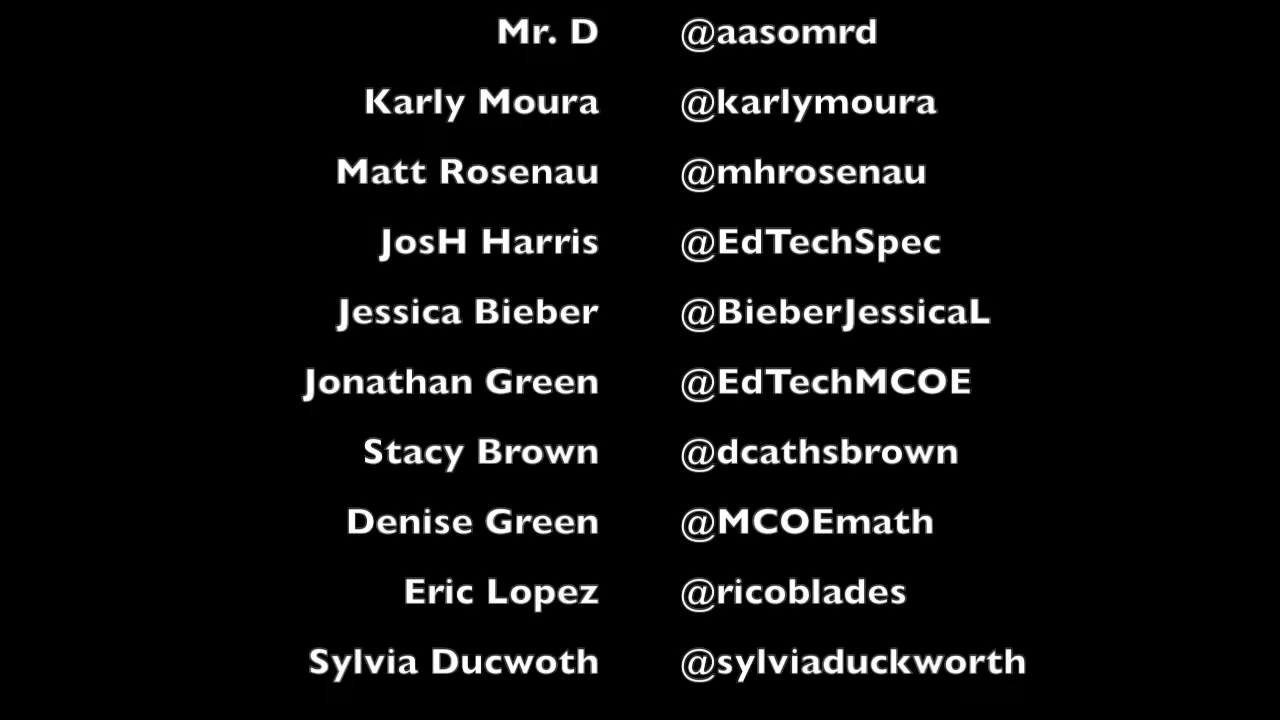 Mr. D @aasomrd
Karly Moura @karlymoura
Matt Rosenau @mhrosenau
JosH Harris @EdTechSpec
Jessica Bieber @BieberJessicaL
Jonathan Green @EdTechMCOE
Stacy Brown @dcathsbrown
Denise Green @MCOEmath
Eric Lopez @ricoblades
Sylvia Ducwoth @sylviaduckworth